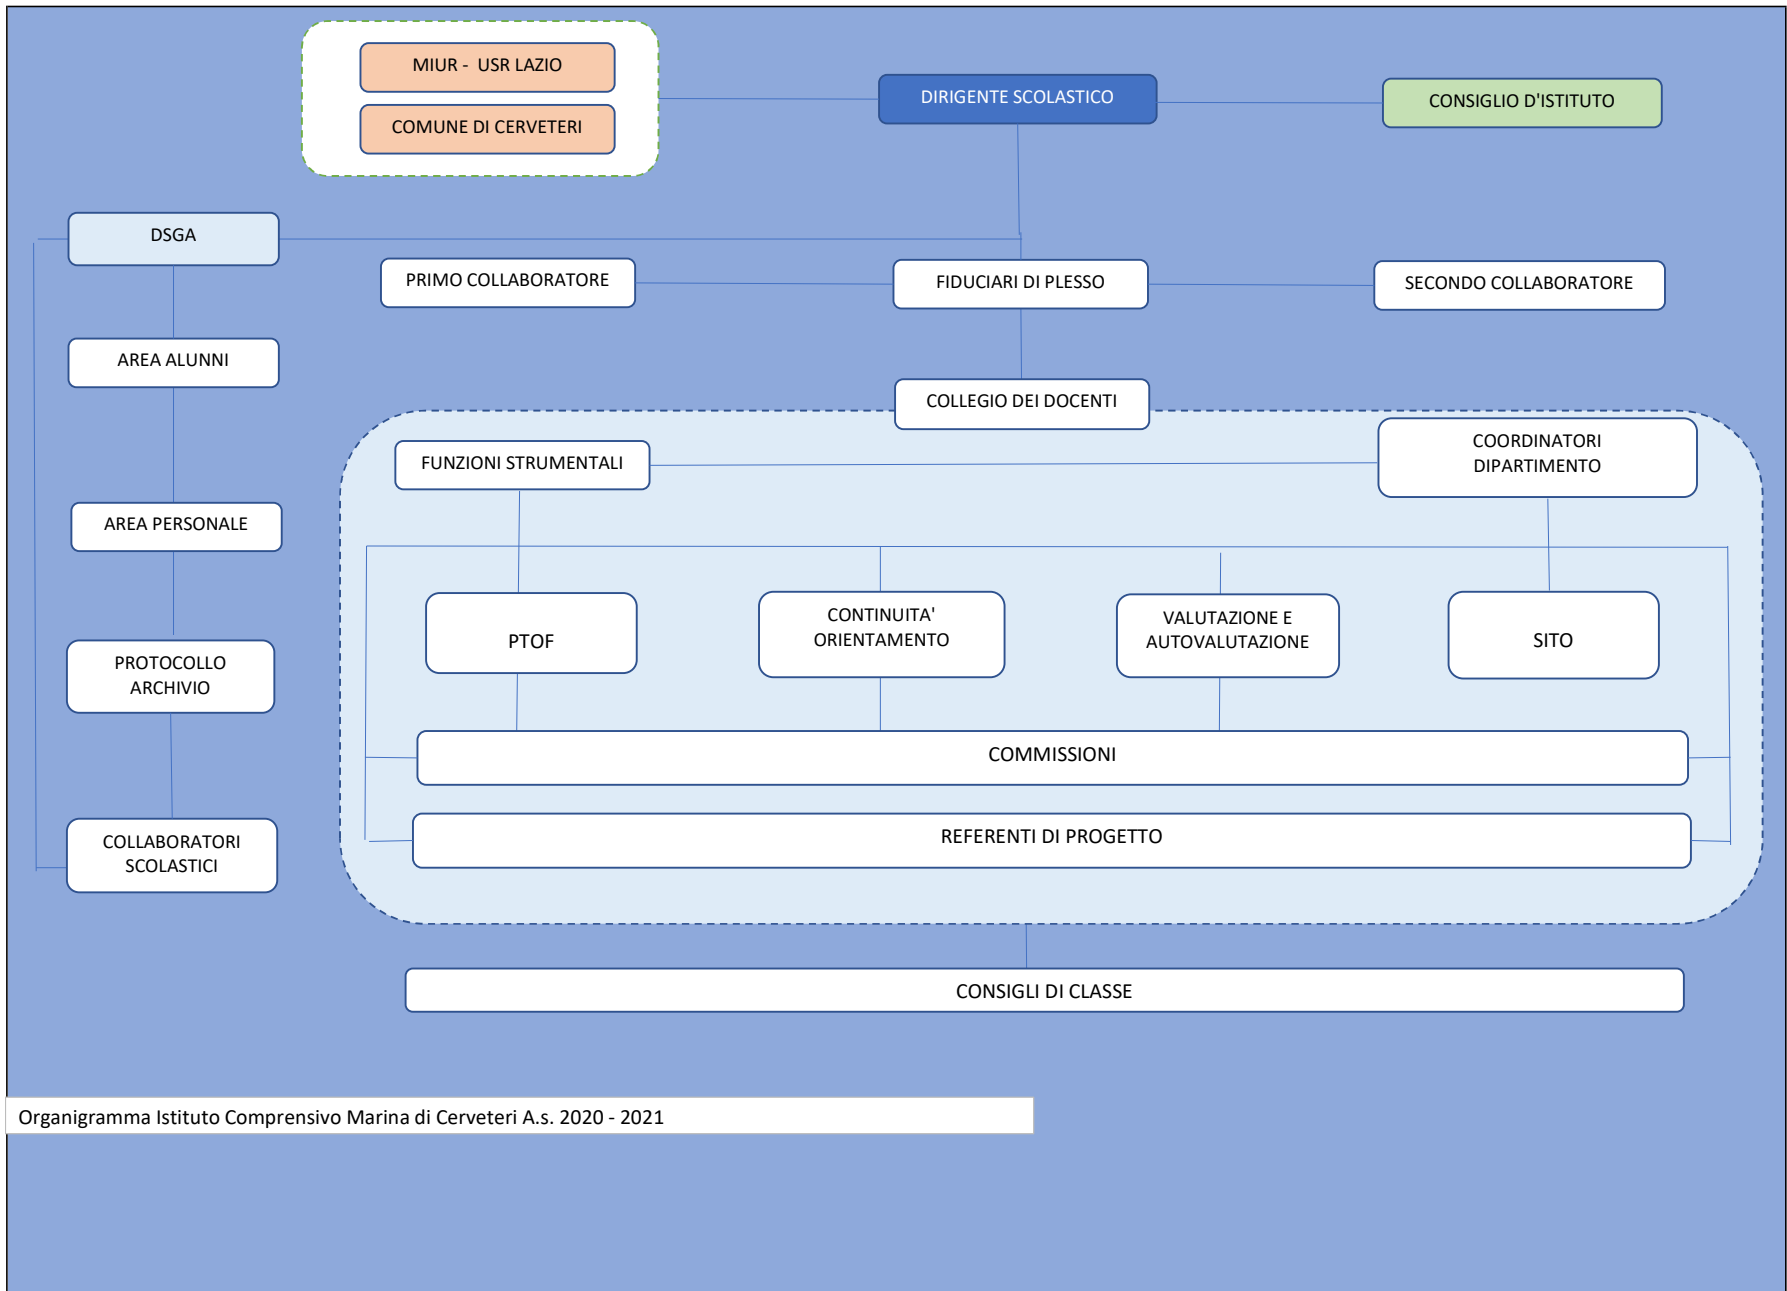 MIUR - USR LAZIO
COMUNE DI CERVETERI
DIRIGENTE SCOLASTICO
CONSIGLIO D'ISTITUTO
DSGA
PRIMO COLLABORATORE
FIDUCIARI DI PLESSO
SECONDO COLLABORATORE
AREA ALUNNI
COLLEGIO DEI DOCENTI
FUNZIONI STRUMENTALI
COORDINATORI
DIPARTIMENTO
AREA PERSONALE
PTOF
CONTINUITA'
ORIENTAMENTO
VALUTAZIONE E
AUTOVALUTAZIONE
SITO
PROTOCOLLO
ARCHIVIO
COMMISSIONI
COLLABORATORI
SCOLASTICI
REFERENTI DI PROGETTO
CONSIGLI DI CLASSE
Organigramma Istituto Comprensivo Marina di Cerveteri A.s. 2020 - 2021